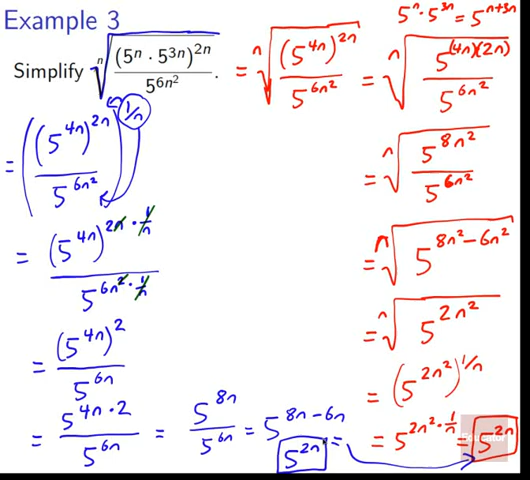 Example 3
5ⁿ · 5³ⁿ = 5ⁿ⁺³ⁿ
Simplify ⁿ√((5ⁿ · 5³ⁿ)²ⁿ / 5^(6n²)). = ⁿ√((5⁴ⁿ)²ⁿ / 5^(6n²)) = ⁿ√(5^((4n)(2n)) / 5^(6n²))
= ((5⁴ⁿ)²ⁿ / 5^(6n²))^(1/n)
= (5⁴ⁿ)^(2n · 1/n) / 5^(6n² · 1/n)
= (5⁴ⁿ)² / 5⁶ⁿ
= 5^(4n · 2) / 5⁶ⁿ = 5⁸ⁿ / 5⁶ⁿ = 5^(8n − 6n) =
5²ⁿ
= ⁿ√(5^(8n²) / 5^(6n²))
= ⁿ√(5^(8n² − 6n²))
= ⁿ√(5^(2n²))
= (5^(2n²))^(1/n)
= 5^(2n² · 1/n) = 5²ⁿ
Educator